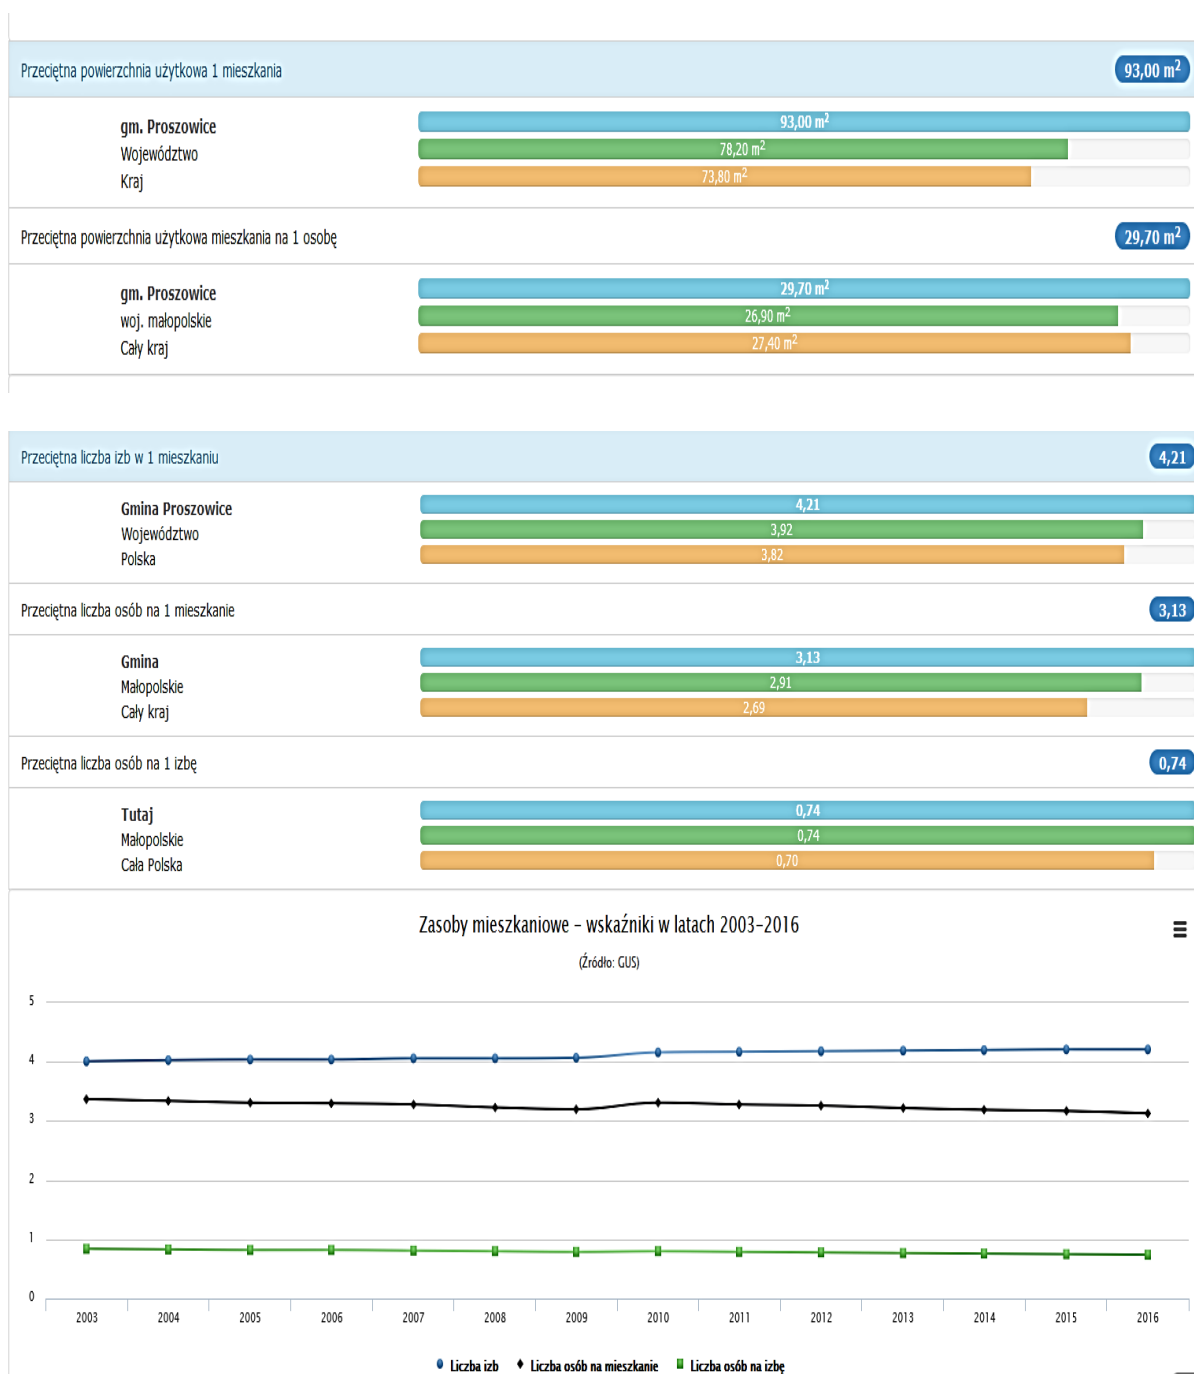 Przeciętna powierzchnia użytkowa 1 mieszkania 93,00 m²
gm. Proszowice 93,00 m²
Województwo 78,20 m²
Kraj 73,80 m²
Przeciętna powierzchnia użytkowa mieszkania na 1 osobę 29,70 m²
gm. Proszowice 29,70 m²
woj. małopolskie 26,90 m²
Cały kraj 27,40 m²
Przeciętna liczba izb w 1 mieszkaniu 4,21
Gmina Proszowice 4,21
Województwo 3,92
Polska 3,82
Przeciętna liczba osób na 1 mieszkanie 3,13
Gmina 3,13
Małopolskie 2,91
Cały kraj 2,69
Przeciętna liczba osób na 1 izbę 0,74
Tutaj 0,74
Małopolskie 0,74
Cała Polska 0,70
Zasoby mieszkaniowe - wskaźniki w latach 2003-2016
(Źródło: GUS)
5
4
3
2
1
0
2003 2004 2005 2006 2007 2008 2009 2010 2011 2012 2013 2014 2015 2016
Liczba izb Liczba osób na mieszkanie Liczba osób na izbę